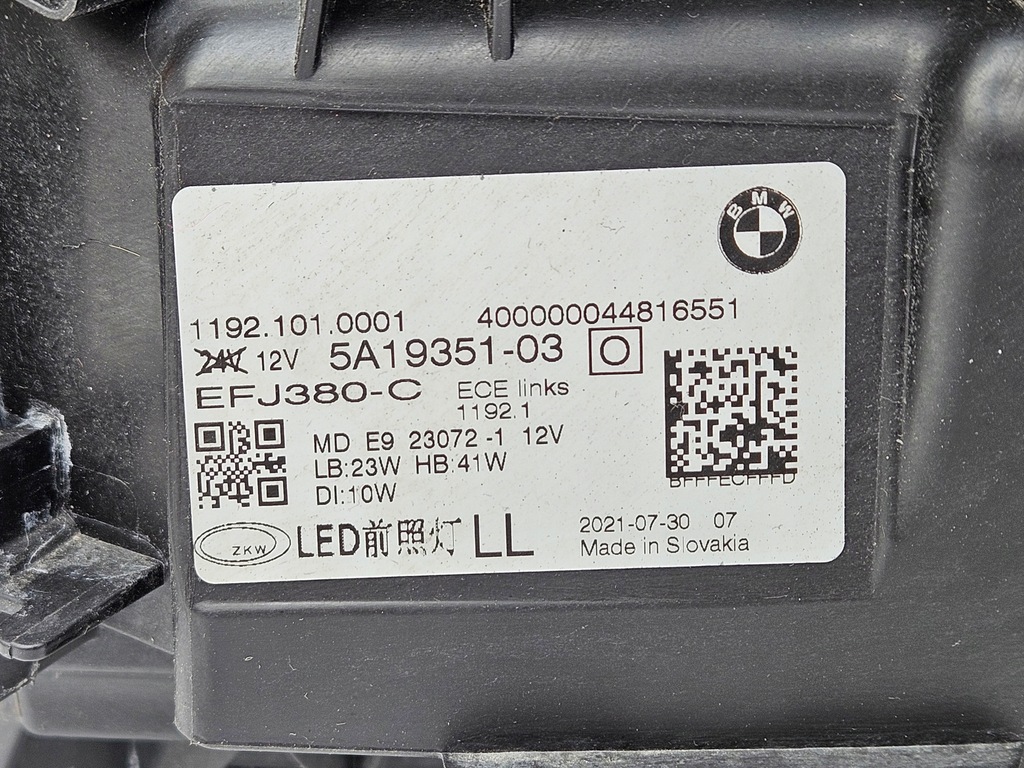 BMW
1192.101.0001 400000044816551
24V 12V 5A19351-03 O
EFJ380-C ECE links
1192.1
MD E9 23072 -1 12V
LB:23W HB:41W
DI:10W
BFFFECFFFD
ZKW LED前照灯 LL
2021-07-30 07
Made in Slovakia